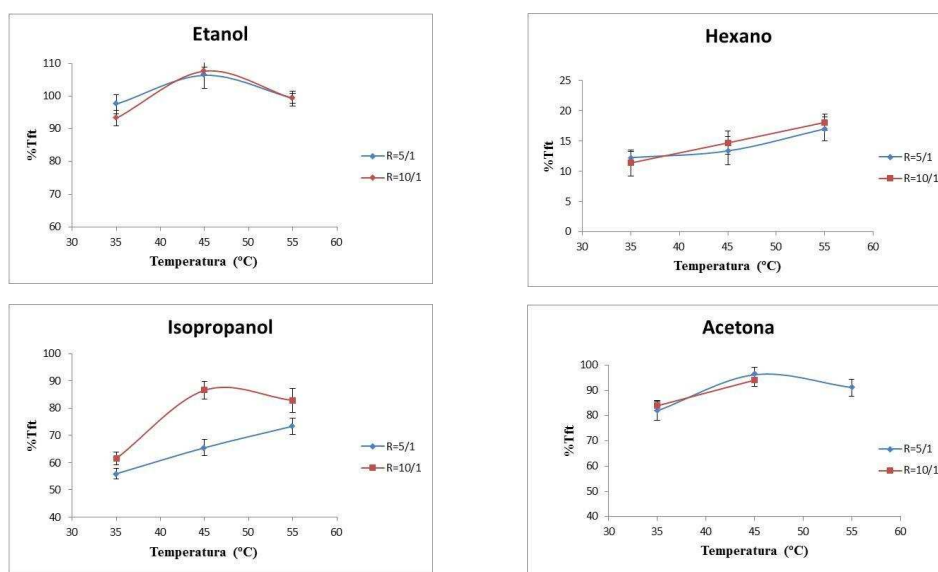 Etanol
%Tft
110
100
90
80
70
60
30 35 40 45 50 55 60
Temperatura (ºC)
R=5/1
R=10/1
Hexano
%Tft
25
20
15
10
5
0
30 35 40 45 50 55 60
Temperatura (ºC)
R=5/1
R=10/1
Isopropanol
%Tft
100
90
80
70
60
50
40
30 35 40 45 50 55 60
Temperatura (ºC)
R=5/1
R=10/1
Acetona
%Tft
100
90
80
70
60
50
40
30 35 40 45 50 55 60
Temperatura (ºC)
R=5/1
R=10/1